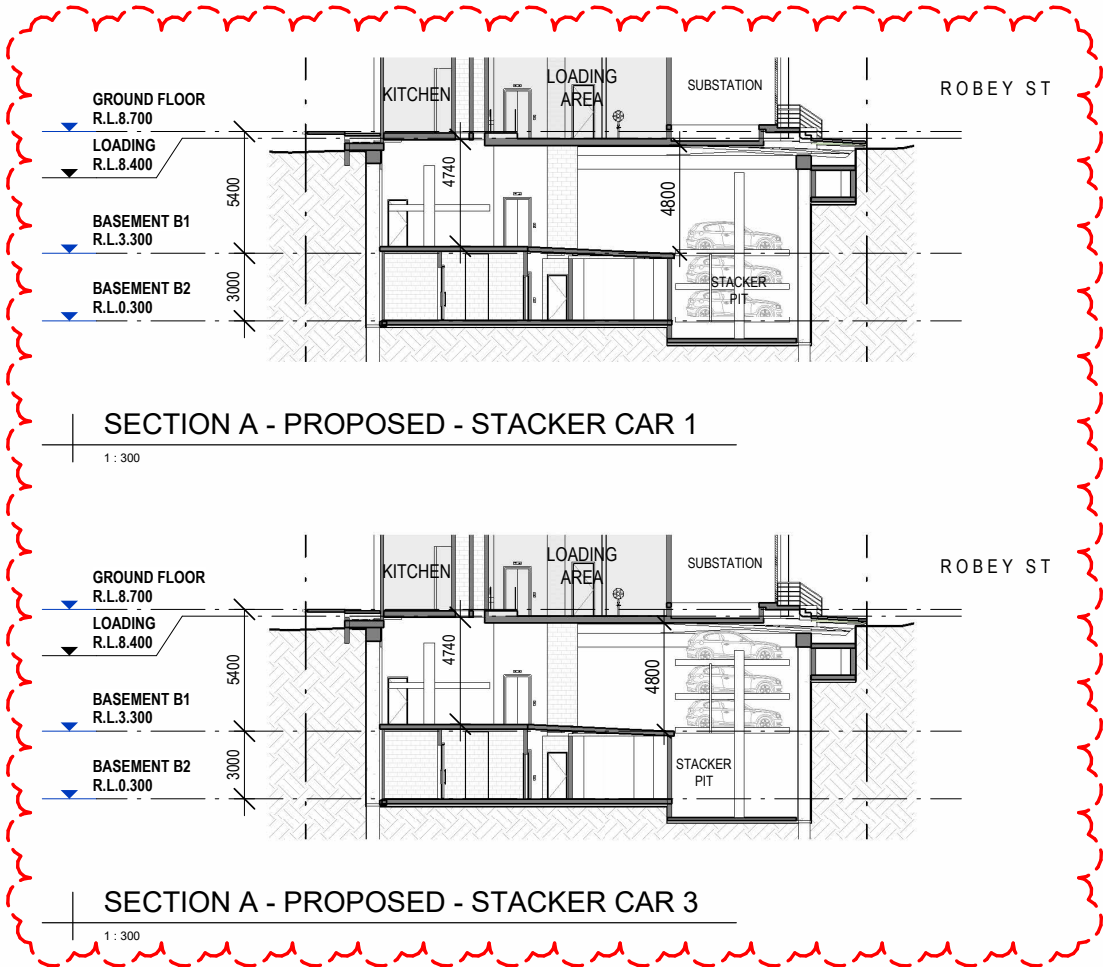 KITCHEN
LOADING
AREA
SUBSTATION
ROBEY ST
GROUND FLOOR
R.L.8.700
LOADING
R.L.8.400
BASEMENT B1
R.L.3.300
BASEMENT B2
R.L.0.300
5400
3000
4740
4800
STACKER
PIT
SECTION A - PROPOSED - STACKER CAR 1
1 : 300
KITCHEN
LOADING
AREA
SUBSTATION
ROBEY ST
GROUND FLOOR
R.L.8.700
LOADING
R.L.8.400
BASEMENT B1
R.L.3.300
BASEMENT B2
R.L.0.300
5400
3000
4740
4800
STACKER
PIT
SECTION A - PROPOSED - STACKER CAR 3
1 : 300